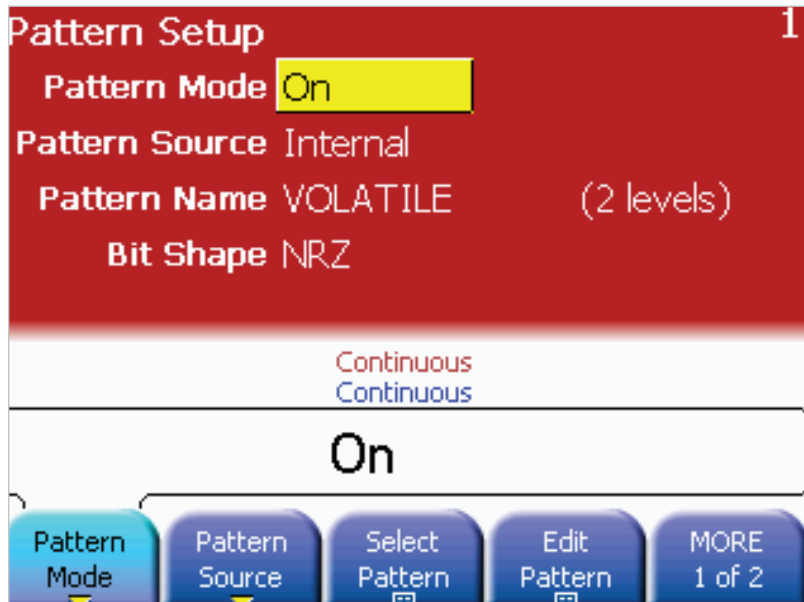 Pattern Setup 1
Pattern Mode On
Pattern Source Internal
Pattern Name VOLATILE (2 levels)
Bit Shape NRZ
Continuous
Continuous
On
Pattern Mode
Pattern Source
Select Pattern
Edit Pattern
MORE 1 of 2